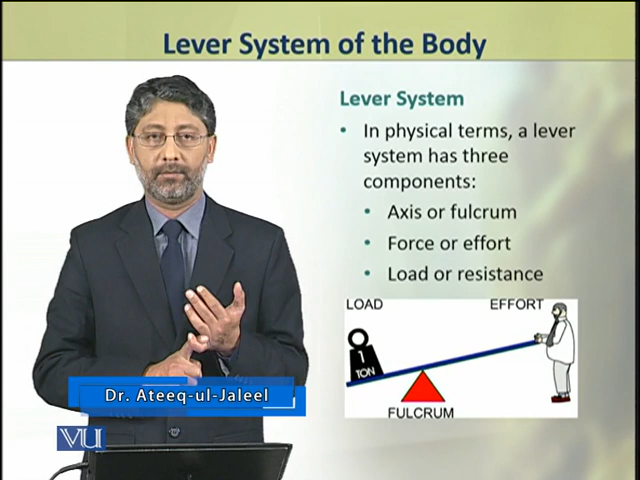 Lever System of the Body
Lever System
• In physical terms, a lever
system has three
components:
• Axis or fulcrum
• Force or effort
• Load or resistance
LOAD
EFFORT
1
TON
FULCRUM
Dr. Ateeq-ul-Jaleel
VU